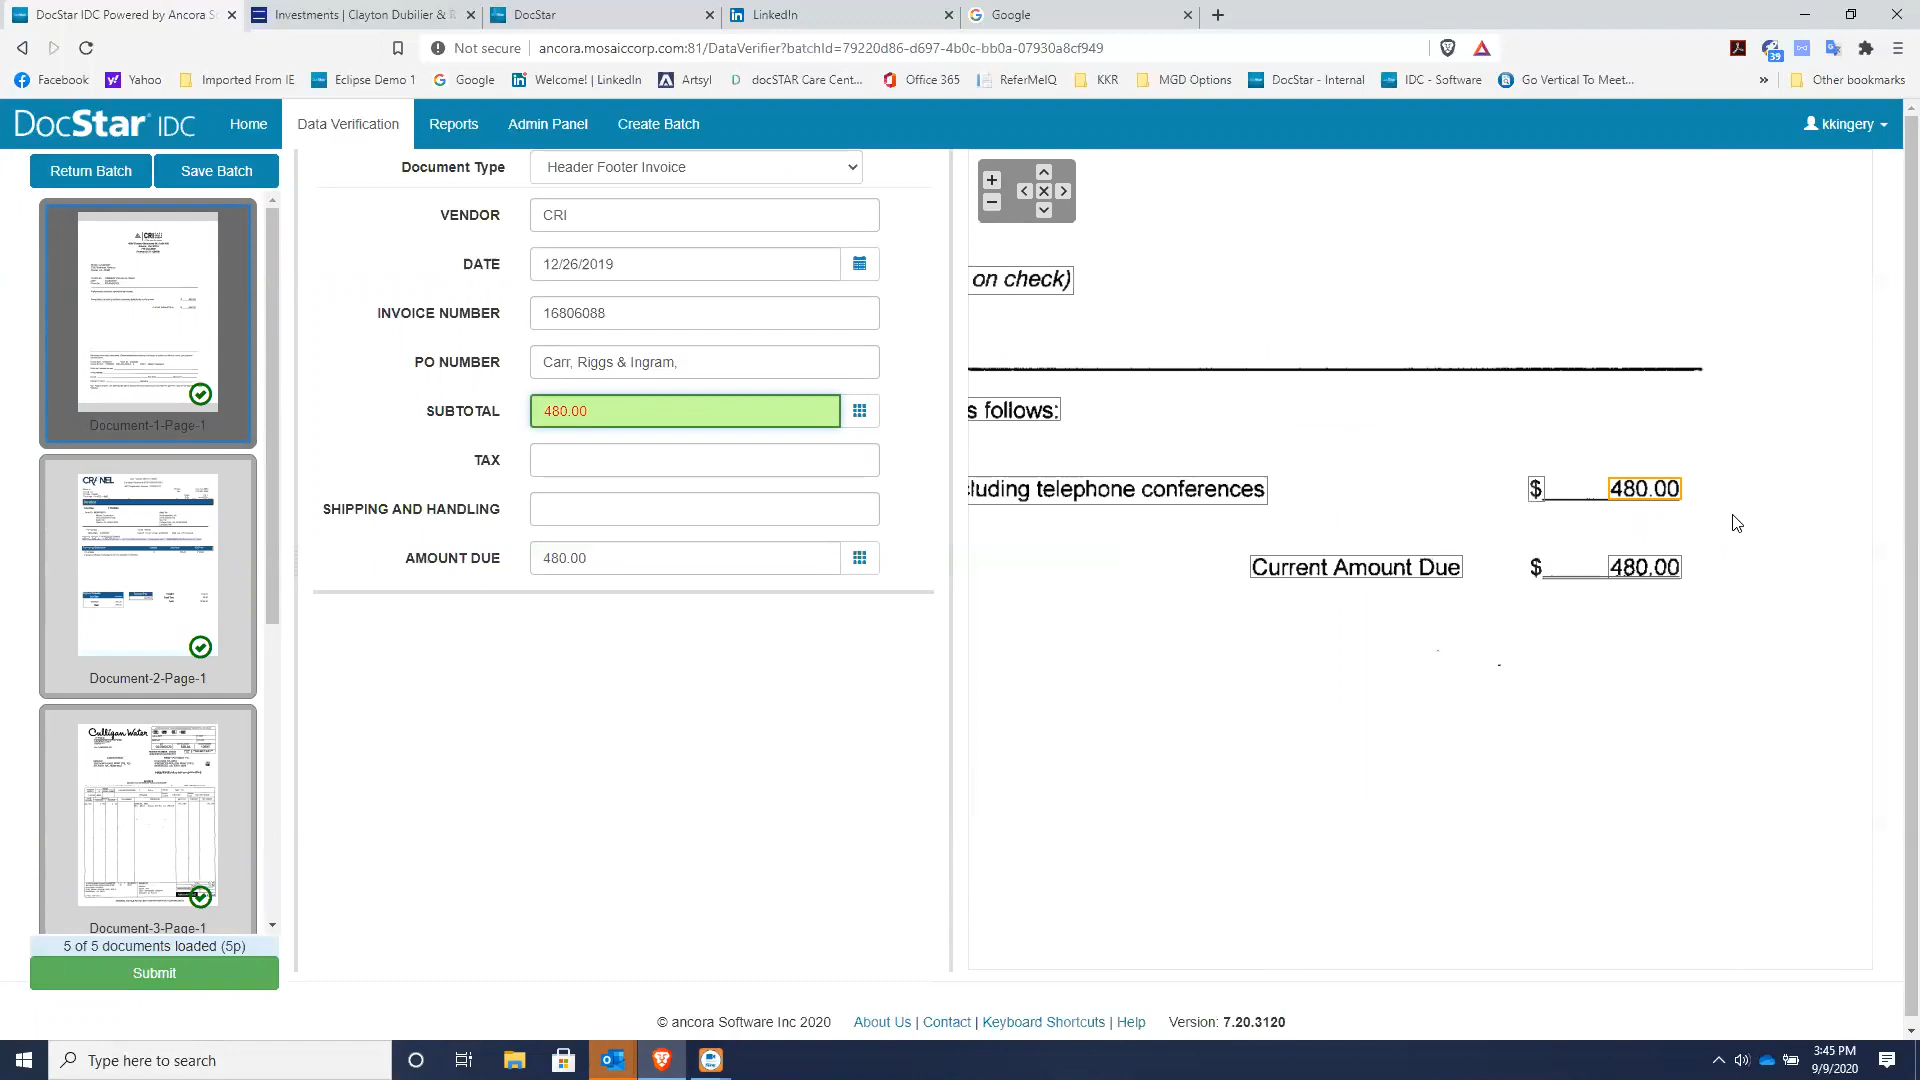 DocStar IDC Powered by Ancora S
Investments | Clayton Dubilier & R
DocStar
LinkedIn
Google
Not secure
ancora.mosaiccorp.com:81/DataVerifier?batchId=79220d86-d697-4b0c-bb0a-07930a8cf949
39
Facebook
Yahoo
Imported From IE
Eclipse Demo 1
Google
Welcome! | LinkedIn
Artsyl
docSTAR Care Cent...
Office 365
ReferMeIQ
KKR
MGD Options
DocStar - Internal
IDC - Software
Go Vertical To Meet...
»
Other bookmarks
DocStar IDC
Home
Data Verification
Reports
Admin Panel
Create Batch
kkingery
Return Batch
Save Batch
CRI
Document-1-Page-1
Document-2-Page-1
Culligan Water
Document-3-Page-1
5 of 5 documents loaded (5p)
Submit
Document Type
Header Footer Invoice
VENDOR
CRI
DATE
12/26/2019
INVOICE NUMBER
16806088
PO NUMBER
Carr, Riggs & Ingram,
SUBTOTAL
480.00
TAX
SHIPPING AND HANDLING
AMOUNT DUE
480.00
on check)
s follows:
cluding telephone conferences $ 480.00
Current Amount Due $ 480.00
© ancora Software Inc 2020 About Us | Contact | Keyboard Shortcuts | Help Version: 7.20.3120
Type here to search
3:45 PM
9/9/2020